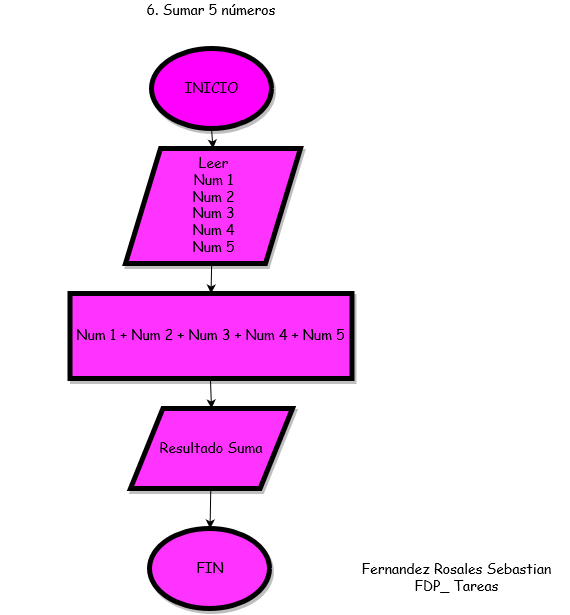 6. Sumar 5 números
INICIO
Leer
Num 1
Num 2
Num 3
Num 4
Num 5
Num 1 + Num 2 + Num 3 + Num 4 + Num 5
Resultado Suma
FIN
Fernandez Rosales Sebastian
FDP_ Tareas